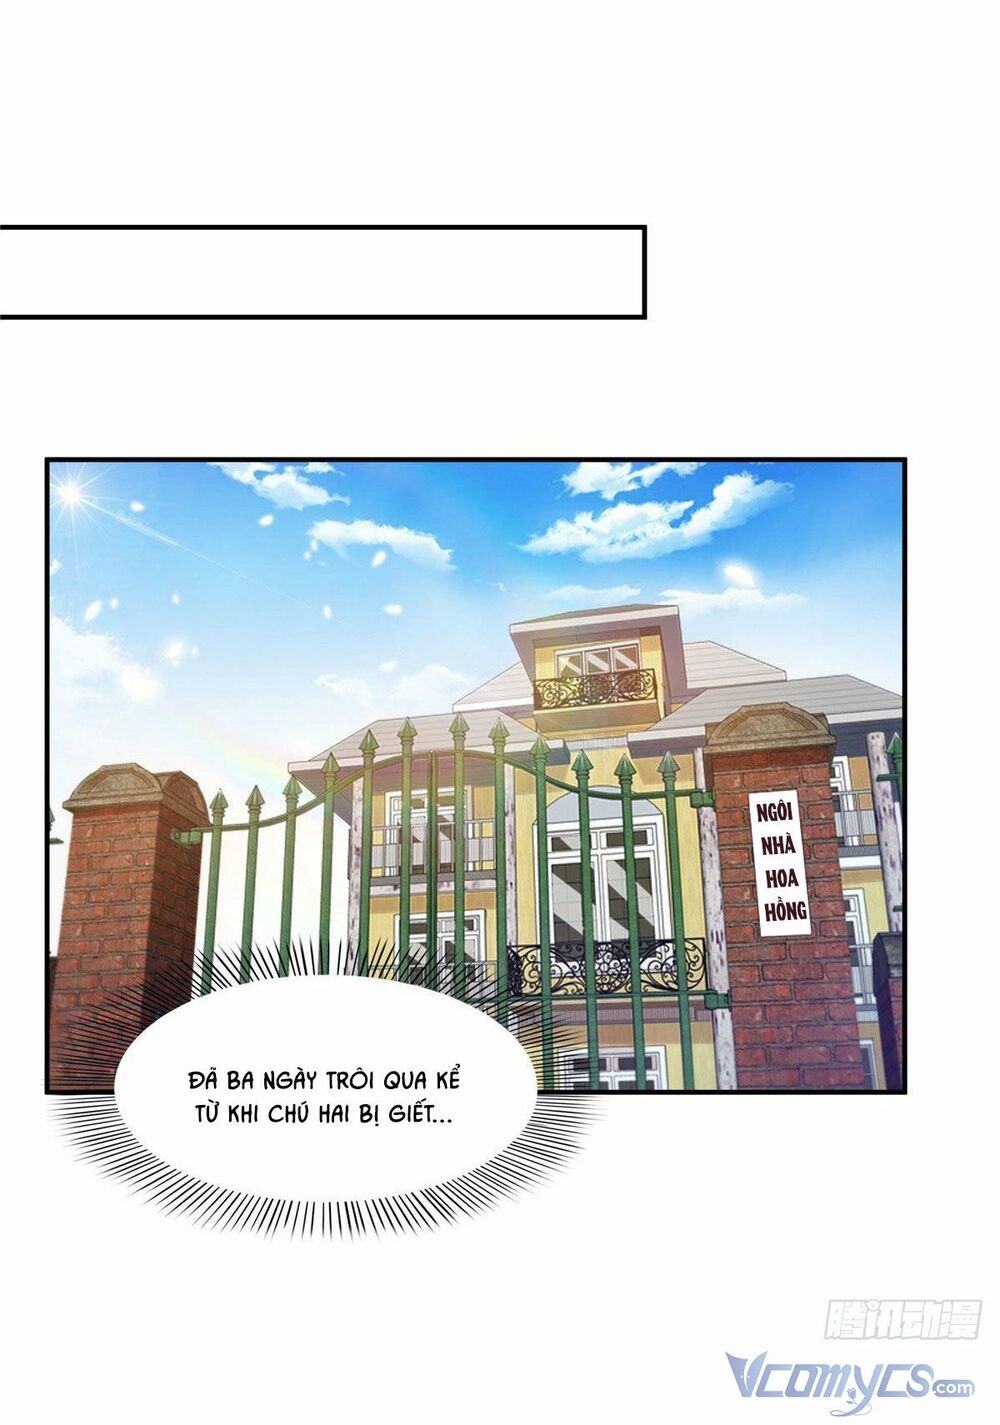 NGÔI
NHÀ
HOA
HỒNG
ĐÃ BA NGÀY TRÔI QUA KỂ
TỪ KHI CHÚ HAI BỊ GIẾT...
腾讯动漫
VCOMYCS.com